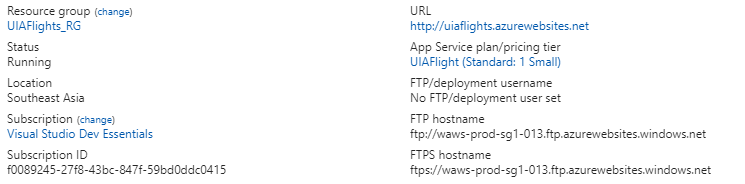 Resource group (change)
UIAFlights_RG
Status
Running
Location
Southeast Asia
Subscription (change)
Visual Studio Dev Essentials
Subscription ID
f0089245-27f8-43bc-847f-59bd0ddc0415
URL
http://uiaflights.azurewebsites.net
App Service plan/pricing tier
UIAFlight (Standard: 1 Small)
FTP/deployment username
No FTP/deployment user set
FTP hostname
ftp://waws-prod-sg1-013.ftp.azurewebsites.windows.net
FTPS hostname
ftps://waws-prod-sg1-013.ftp.azurewebsites.windows.net